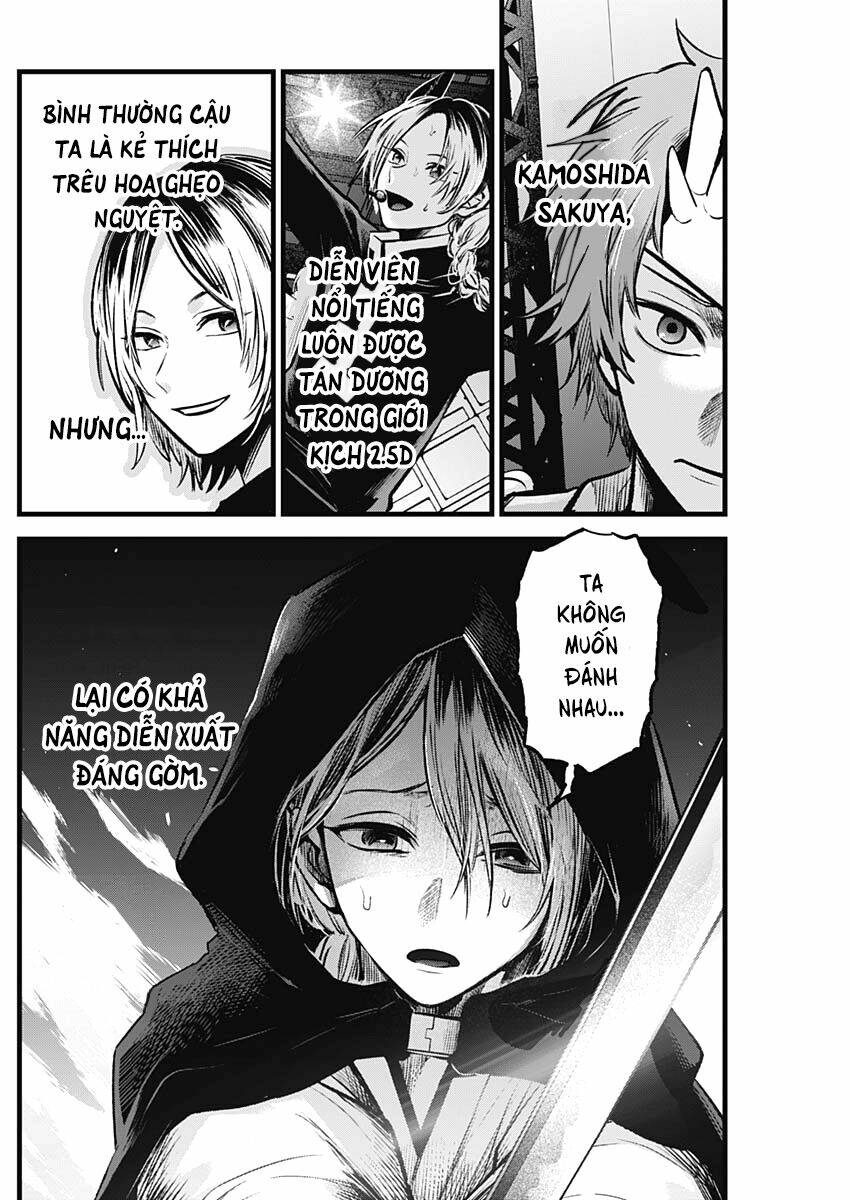 KAMOSHIDA
SAKUYA,
DIỄN VIÊN
NỔI TIẾNG
LUÔN ĐƯỢC
TÁN DƯƠNG
TRONG GIỚI
KỊCH 2.5D
BÌNH THƯỜNG CẬU
TA LÀ KẺ THÍCH
TRÊU HOA GHẸO
NGUYỆT.
NHƯNG...
TA
KHÔNG
MUỐN
ĐÁNH
NHAU...
LẠI CÓ KHẢ
NĂNG DIỄN XUẤT
ĐÁNG GỜM.